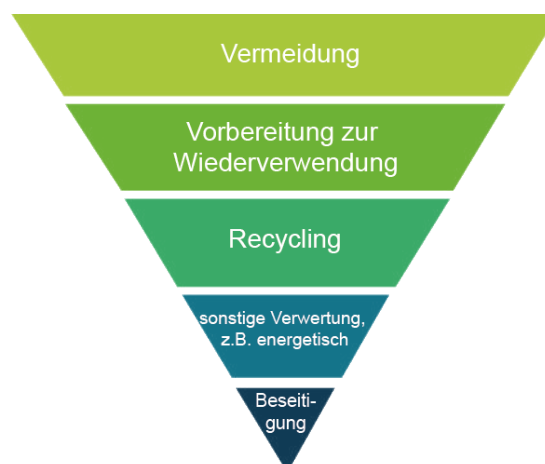 Vermeidung
Vorbereitung zur
Wiederverwendung
Recycling
sonstige Verwertung,
z.B. energetisch
Beseiti-
gung